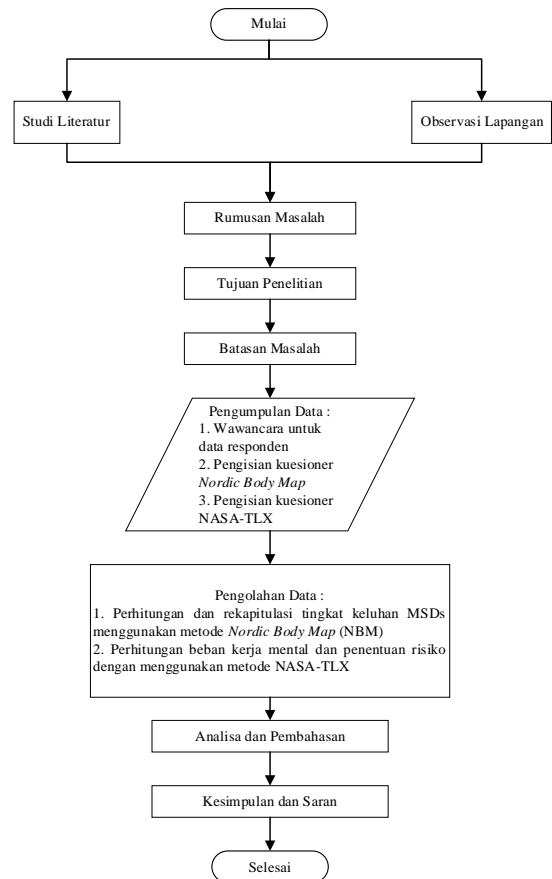 Mulai
Studi Literatur
Observasi Lapangan
Rumusan Masalah
Tujuan Penelitian
Batasan Masalah
Pengumpulan Data :
1. Wawancara untuk
data responden
2. Pengisian kuesioner
Nordic Body Map
3. Pengisian kuesioner
NASA-TLX
Pengolahan Data :
1. Perhitungan dan rekapitulasi tingkat keluhan MSDs
menggunakan metode Nordic Body Map (NBM)
2. Perhitungan beban kerja mental dan penentuan risiko
dengan menggunakan metode NASA-TLX
Analisa dan Pembahasan
Kesimpulan dan Saran
Selesai